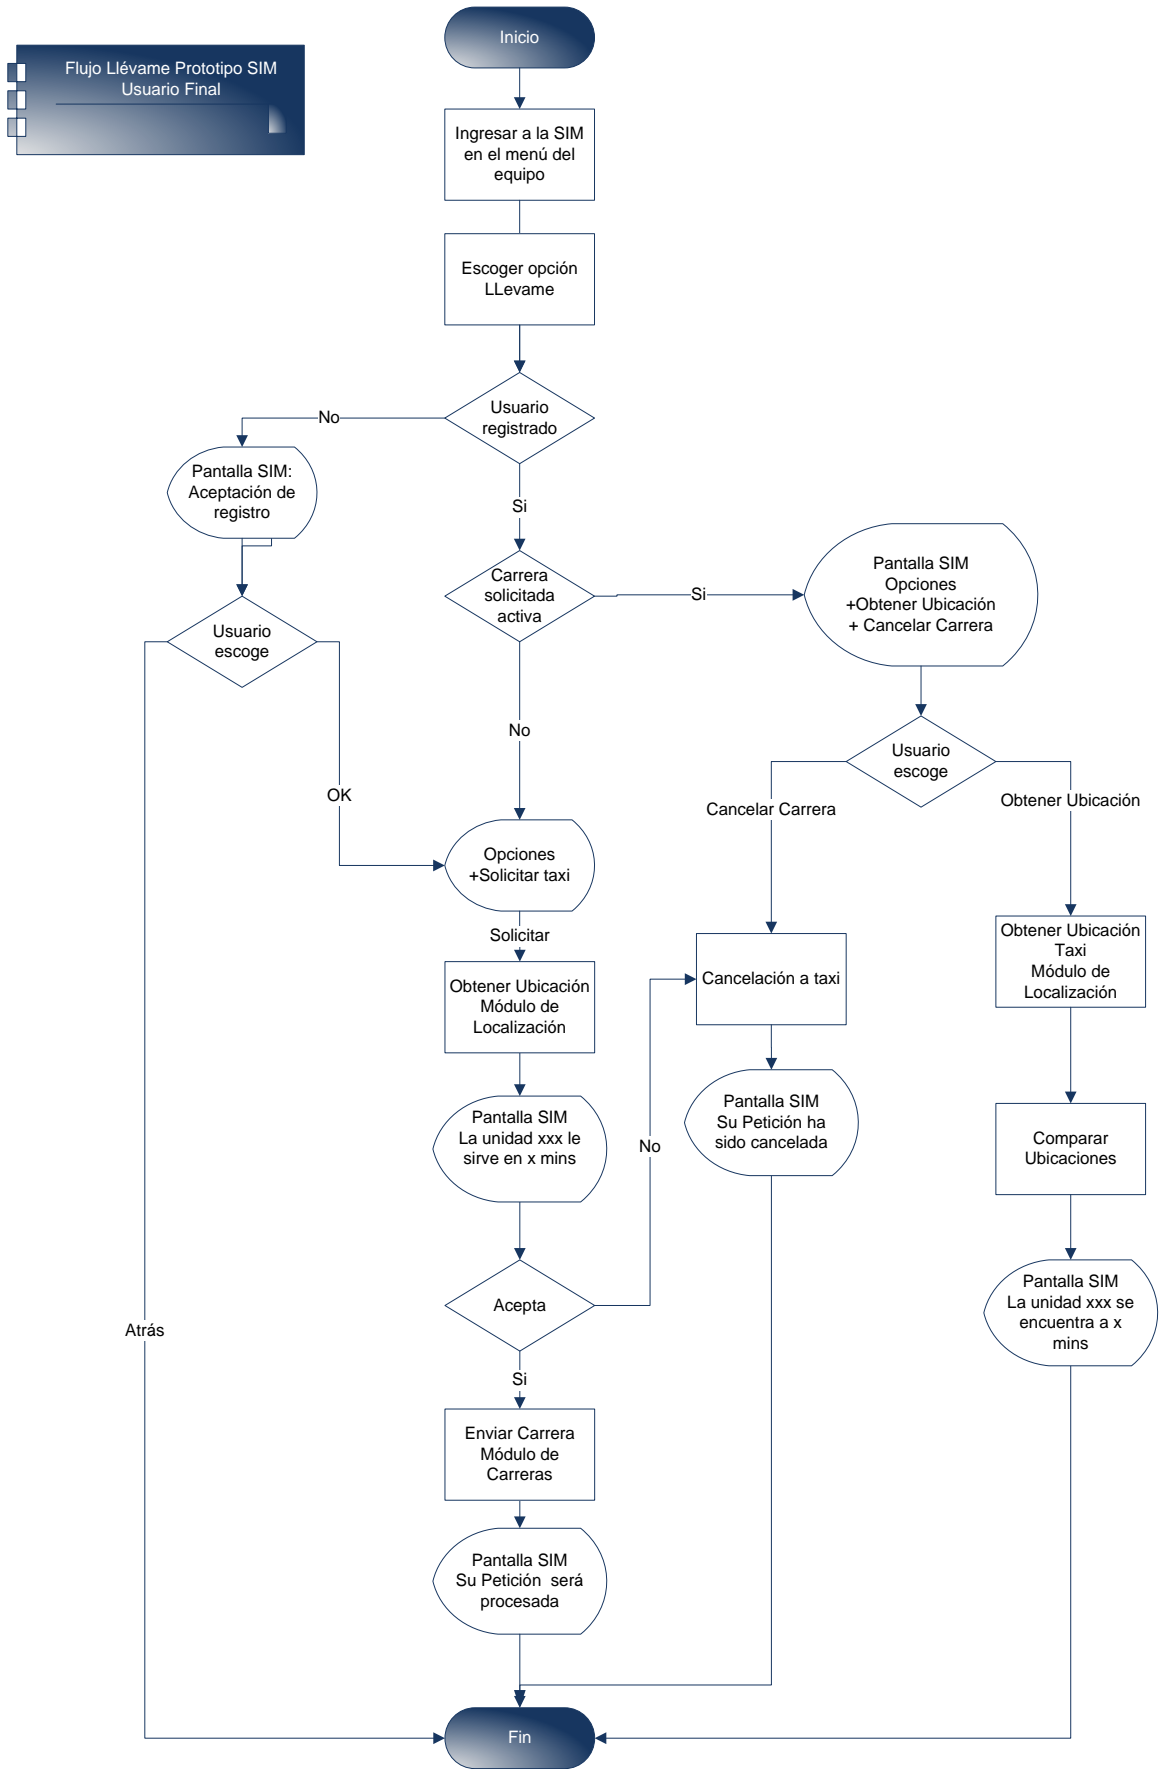 Inicio
Flujo Llévame Prototipo SIM
Usuario Final
Ingresar a la SIM
en el menú del
equipo
Escoger opción
LLevame
Usuario
registrado
No
Pantalla SIM:
Aceptación de
registro
Si
Carrera
solicitada
activa
Si
Pantalla SIM
Opciones
+Obtener Ubicación
+ Cancelar Carrera
Usuario
escoge
No
Usuario
escoge
OK
Cancelar Carrera
Obtener Ubicación
Opciones
+Solicitar taxi
Solicitar
Obtener Ubicación
Módulo de
Localización
Cancelación a taxi
Obtener Ubicación
Taxi
Módulo de
Localización
Pantalla SIM
La unidad xxx le
sirve en x mins
No
Pantalla SIM
Su Petición ha
sido cancelada
Comparar
Ubicaciones
Acepta
Pantalla SIM
La unidad xxx se
encuentra a x
mins
Atrás
Si
Enviar Carrera
Módulo de
Carreras
Pantalla SIM
Su Petición  será
procesada
Fin